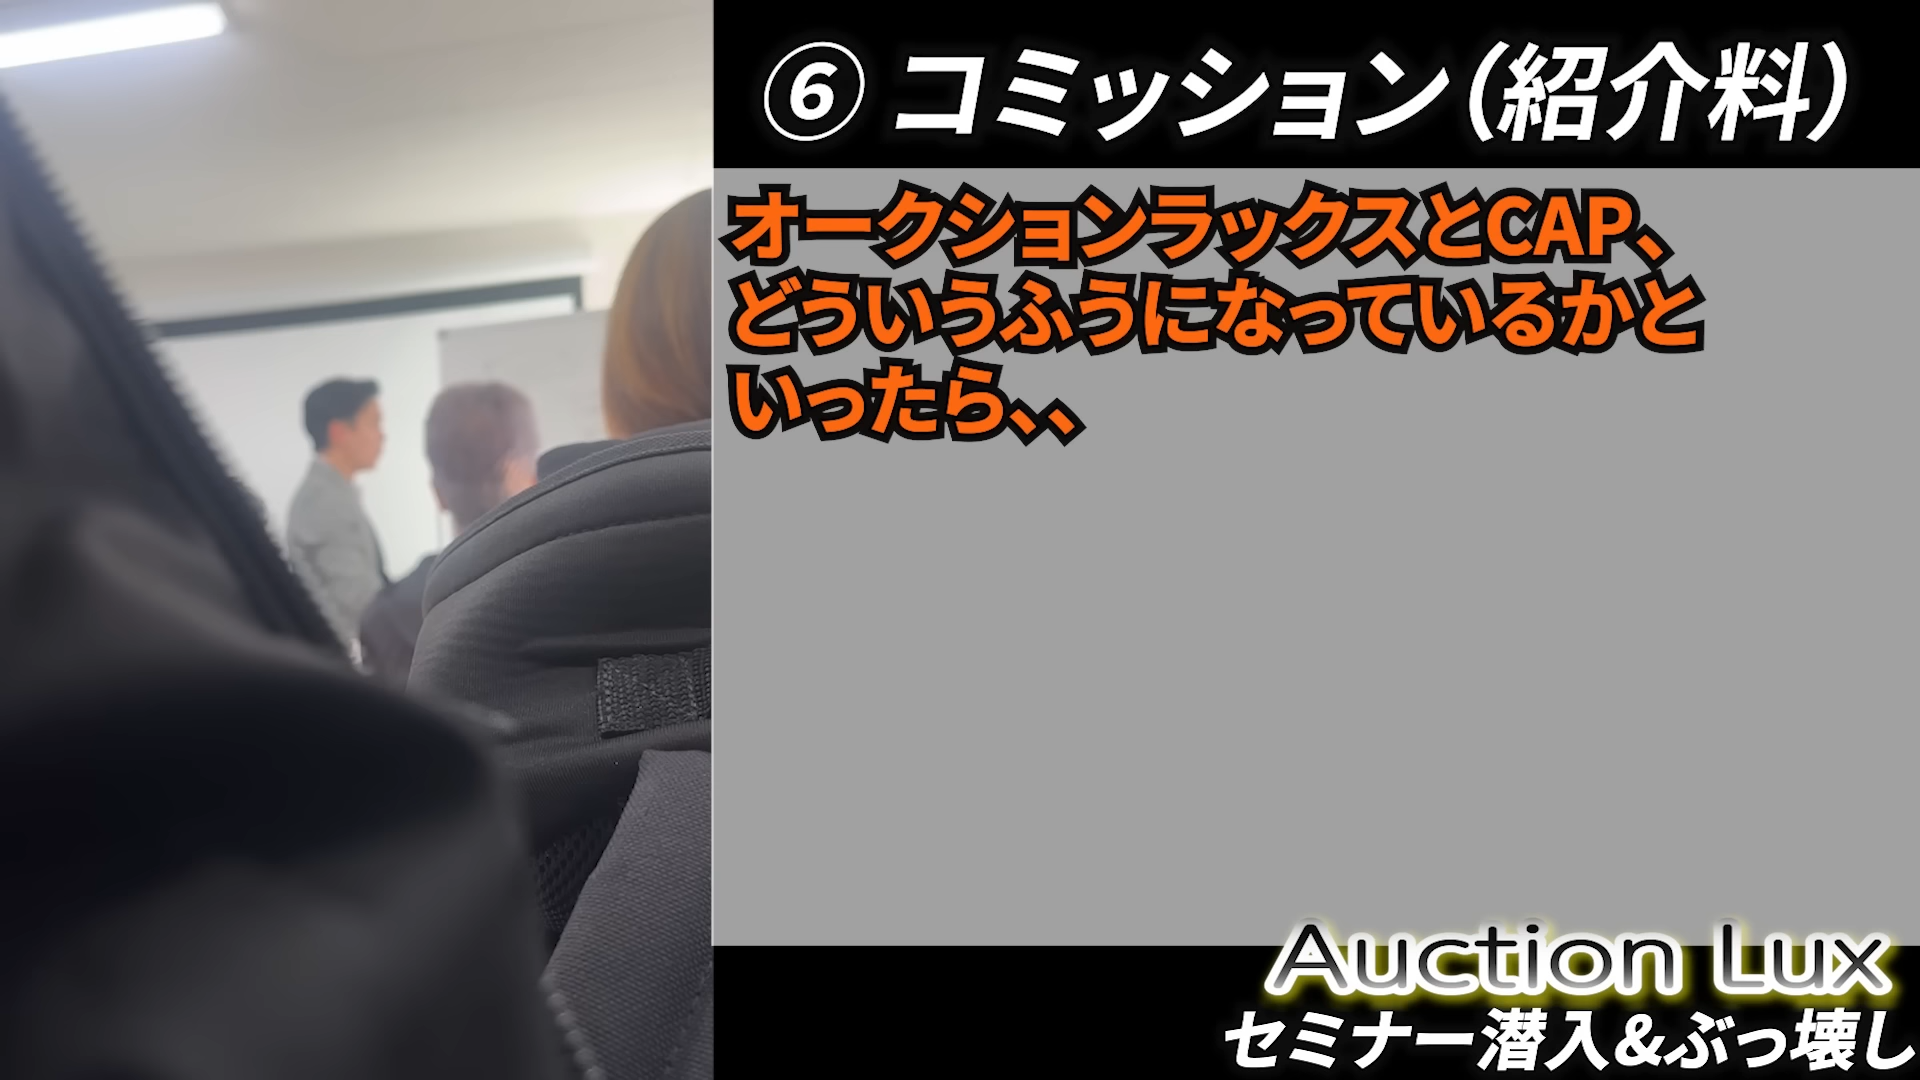 ⑥ コミッション（紹介料）
オークションラックスとCAP、
どういうふうになっているかと
いったら、、
Auction Lux
セミナー潜入&ぶっ壊し